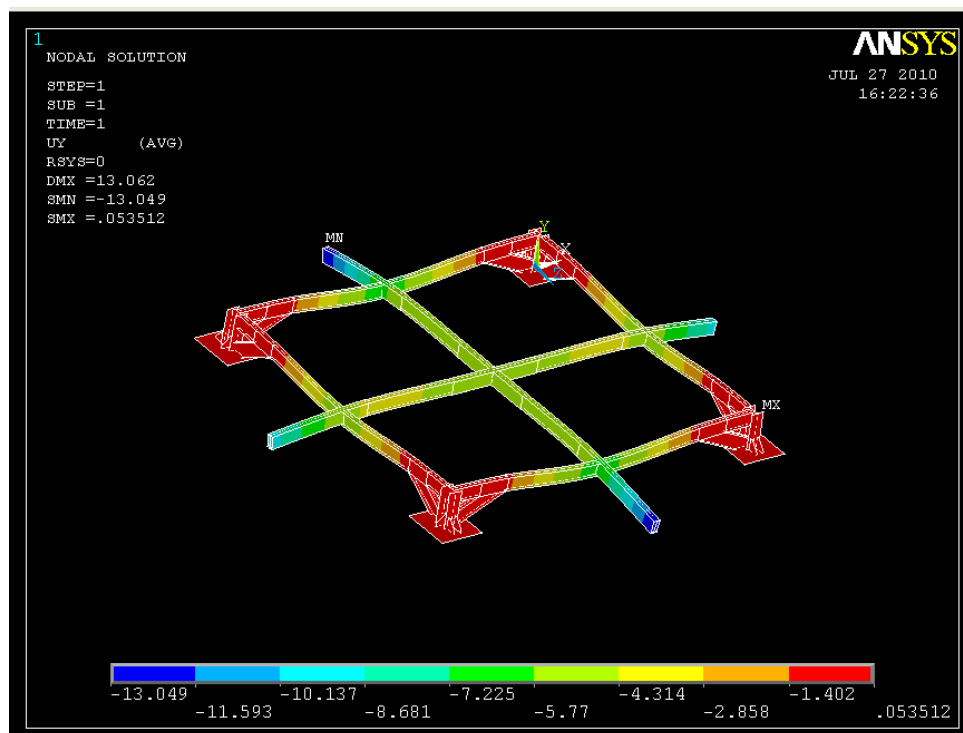 1
NODAL SOLUTION
STEP=1
SUB =1
TIME=1
UY (AVG)
RSYS=0
DMX =13.062
SMN =-13.049
SMX =.053512
ANSYS
JUL 27 2010
16:22:36
MN
Y
X
Z
MX
-13.049 -10.137 -7.225 -4.314 -1.402
-11.593 -8.681 -5.77 -2.858 .053512